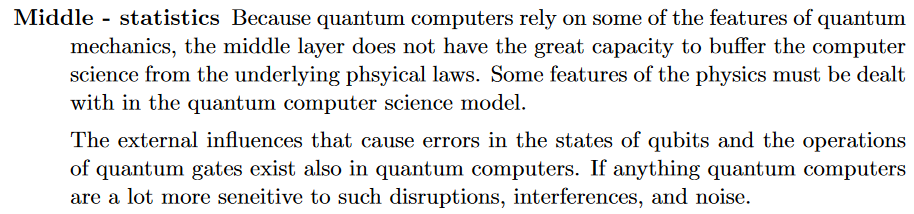 Middle - statistics Because quantum computers rely on some of the features of quantum
mechanics, the middle layer does not have the great capacity to buffer the computer
science from the underlying phsyical laws. Some features of the physics must be dealt
with in the quantum computer science model.
The external influences that cause errors in the states of qubits and the operations
of quantum gates exist also in quantum computers. If anything quantum computers
are a lot more seneitive to such disruptions, interferences, and noise.